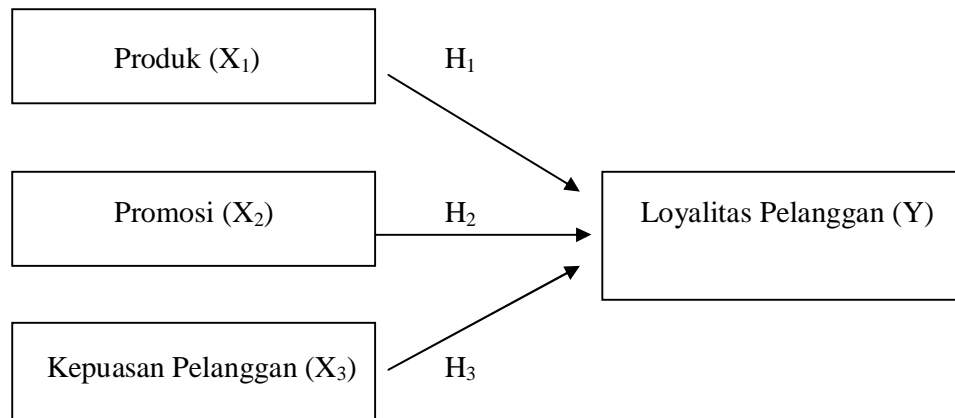 Produk (X₁)
H₁
Promosi (X₂)
H₂
Loyalitas Pelanggan (Y)
Kepuasan Pelanggan (X₃)
H₃